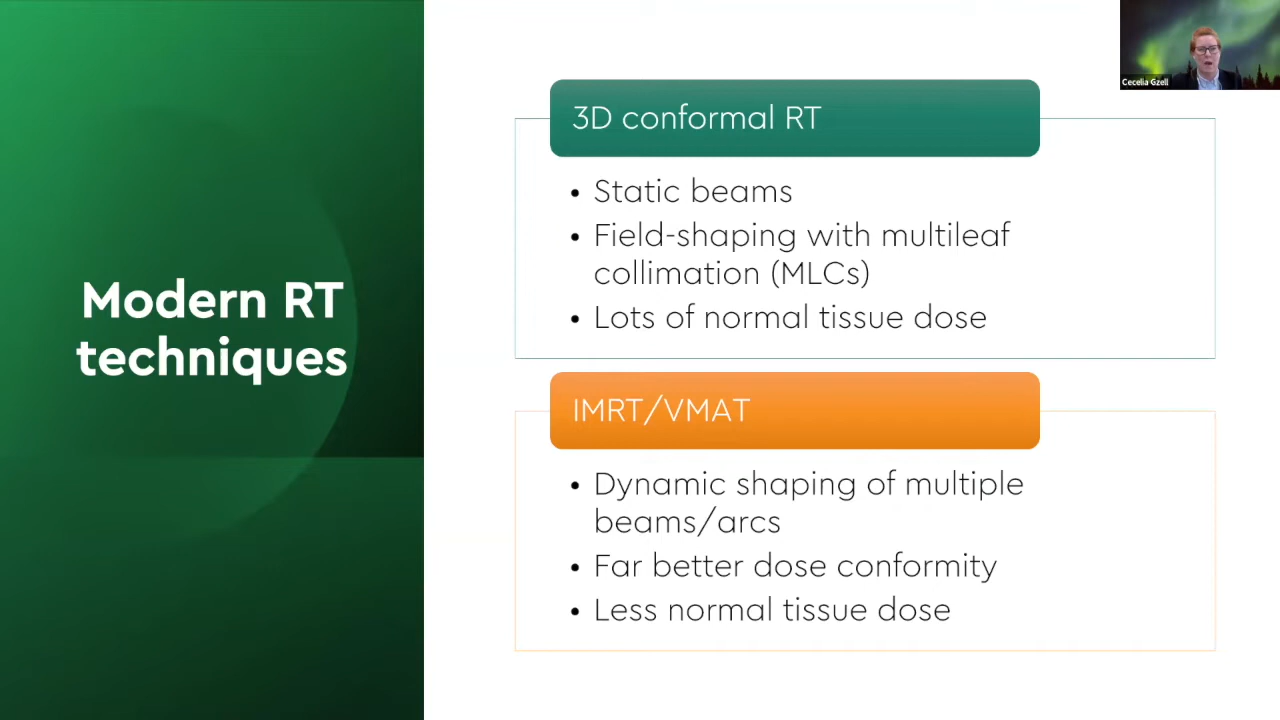 Modern RT
techniques
3D conformal RT
• Static beams
• Field-shaping with multileaf
collimation (MLCs)
• Lots of normal tissue dose
IMRT/VMAT
• Dynamic shaping of multiple
beams/arcs
• Far better dose conformity
• Less normal tissue dose
Cecelia Gzell